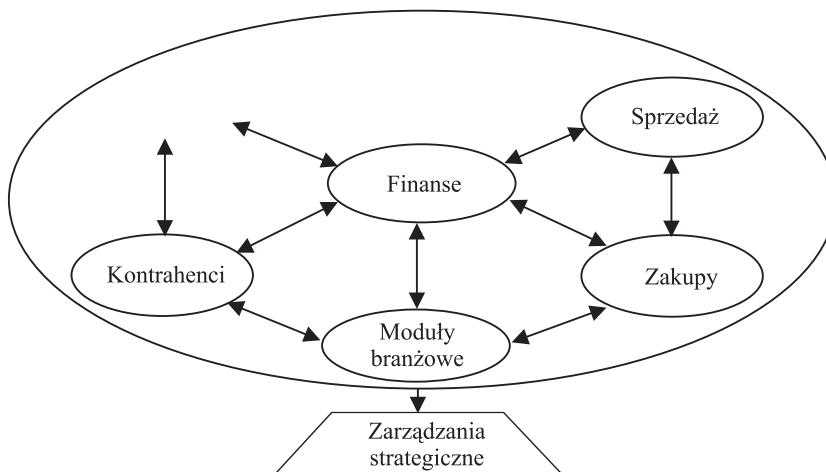 Sprzedaż
Finanse
Kontrahenci
Zakupy
Moduły
branżowe
Zarządzania
strategiczne